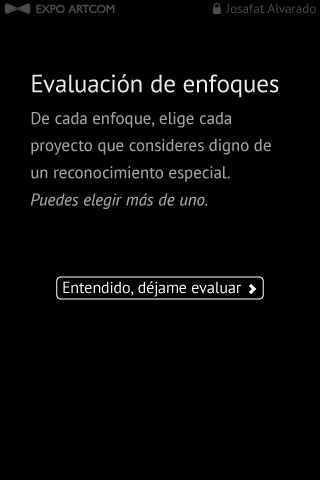 EXPO ARTCOM
Josafat Alvarado
Evaluación de enfoques
De cada enfoque, elige cada
proyecto que consideres digno de
un reconocimiento especial.
Puedes elegir más de uno.
Entendido, déjame evaluar